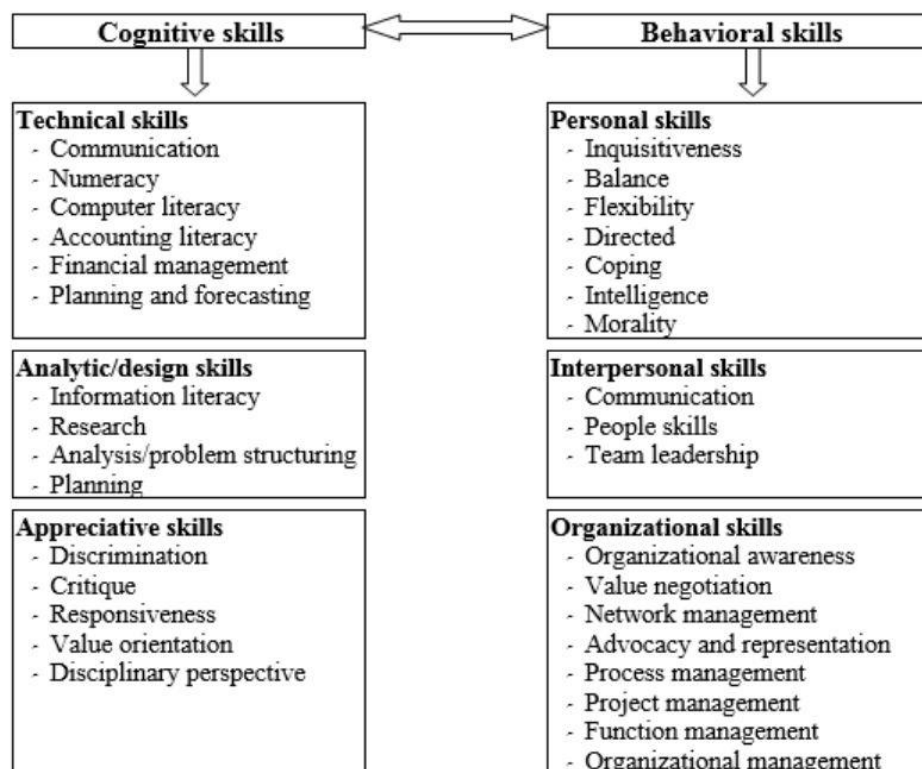 Cognitive skills
Behavioral skills
Technical skills
- Communication
- Numeracy
- Computer literacy
- Accounting literacy
- Financial management
- Planning and forecasting
Analytic/design skills
- Information literacy
- Research
- Analysis/problem structuring
- Planning
Appreciative skills
- Discrimination
- Critique
- Responsiveness
- Value orientation
- Disciplinary perspective
Personal skills
- Inquisitiveness
- Balance
- Flexibility
- Directed
- Coping
- Intelligence
- Morality
Interpersonal skills
- Communication
- People skills
- Team leadership
Organizational skills
- Organizational awareness
- Value negotiation
- Network management
- Advocacy and representation
- Process management
- Project management
- Function management
- Organizational management